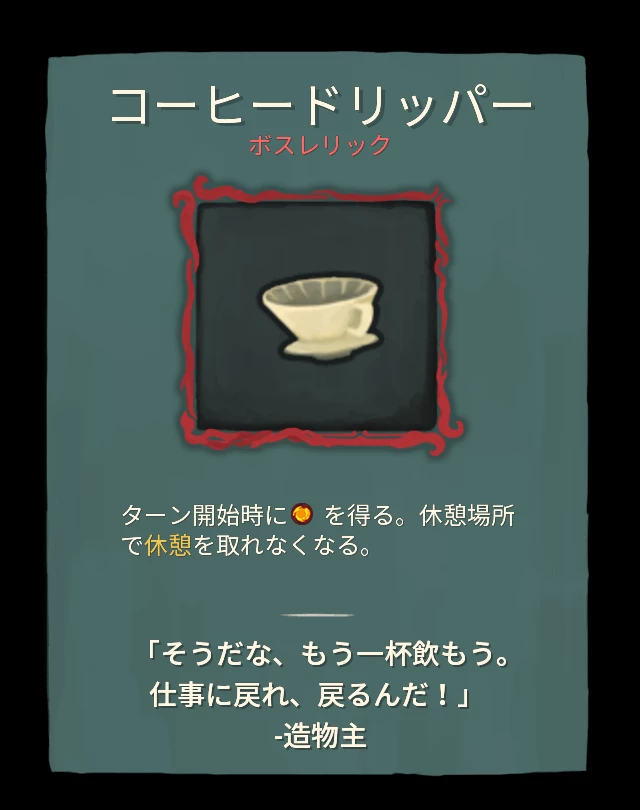 コーヒードリッパー
ボスレリック
ターン開始時に を得る。休憩場所
で休憩を取れなくなる。
「そうだな、もう一杯飲もう。
仕事に戻れ、戻るんだ！」
-造物主